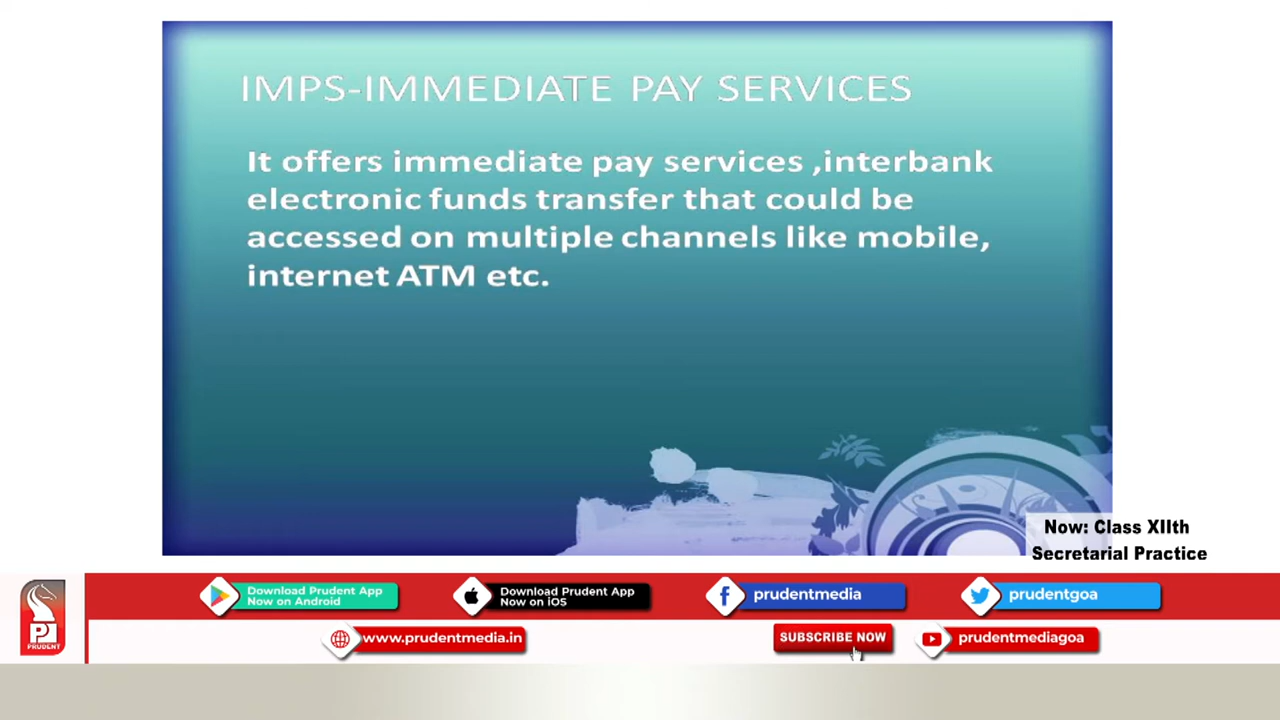 IMPS-IMMEDIATE PAY SERVICES
It offers immediate pay services ,interbank
electronic funds transfer that could be
accessed on multiple channels like mobile,
internet ATM etc.
Now: Class XIIth
Secretarial Practice
Download Prudent App
Now on Android
Download Prudent App
Now on iOS
prudentmedia
prudentgoa
PRUDENT
www.prudentmedia.in
SUBSCRIBE NOW
prudentmediagoa